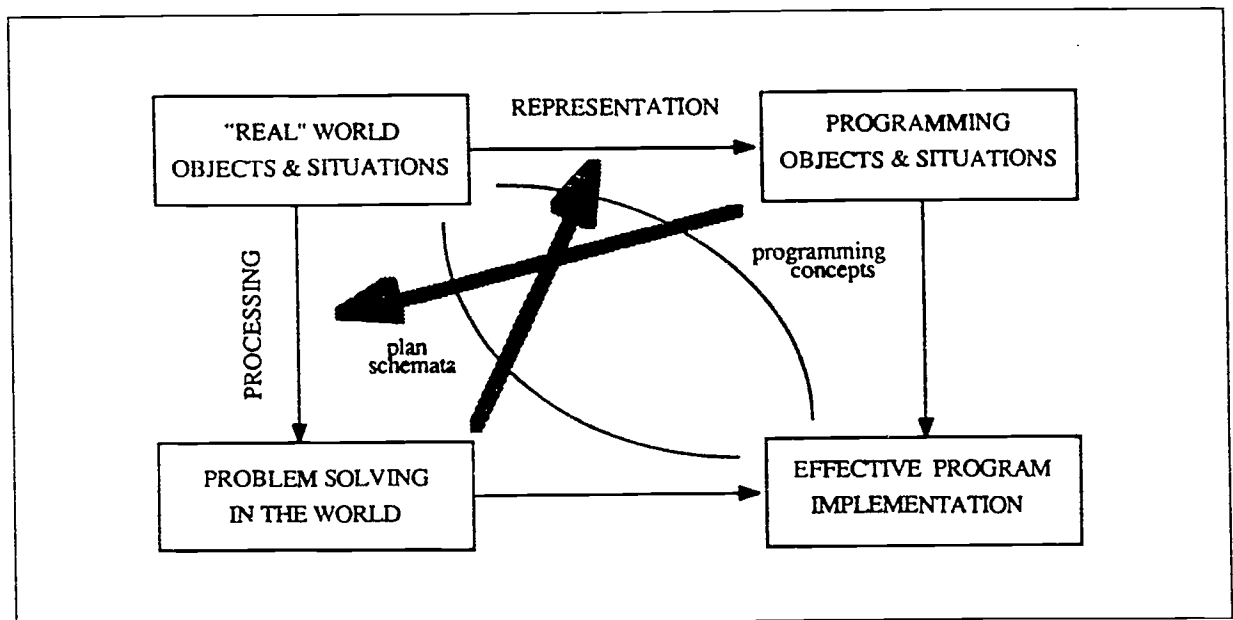 "REAL" WORLD
OBJECTS & SITUATIONS
REPRESENTATION
PROGRAMMING
OBJECTS & SITUATIONS
PROCESSING
programming
concepts
plan
schemata
PROBLEM SOLVING
IN THE WORLD
EFFECTIVE PROGRAM
IMPLEMENTATION